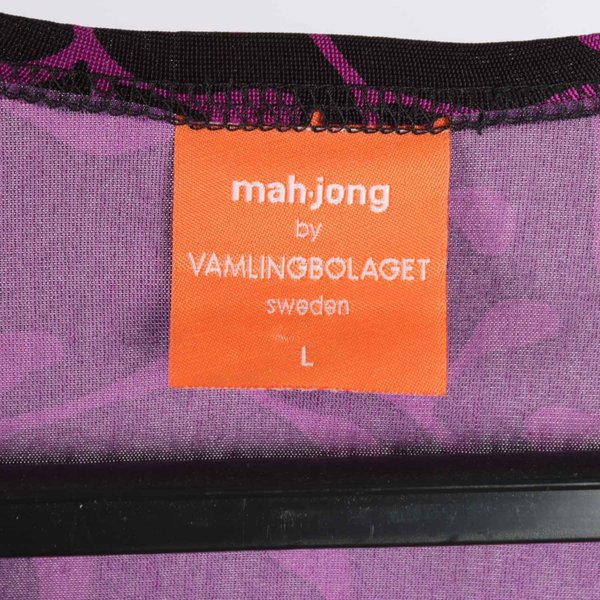 mah·jong
by
VAMLINGBOLAGET
sweden
L